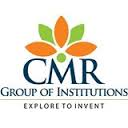 CMR
GROUP OF INSTITUTIONS
EXPLORE TO INVENT